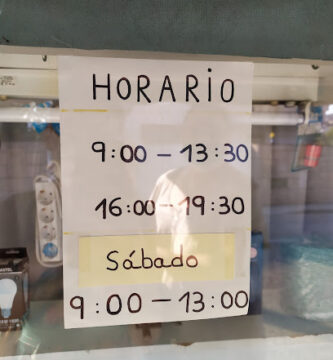 HORARiO
9:00 – 13:30
16:00 – 19:30
Sábado
9:00 – 13:00